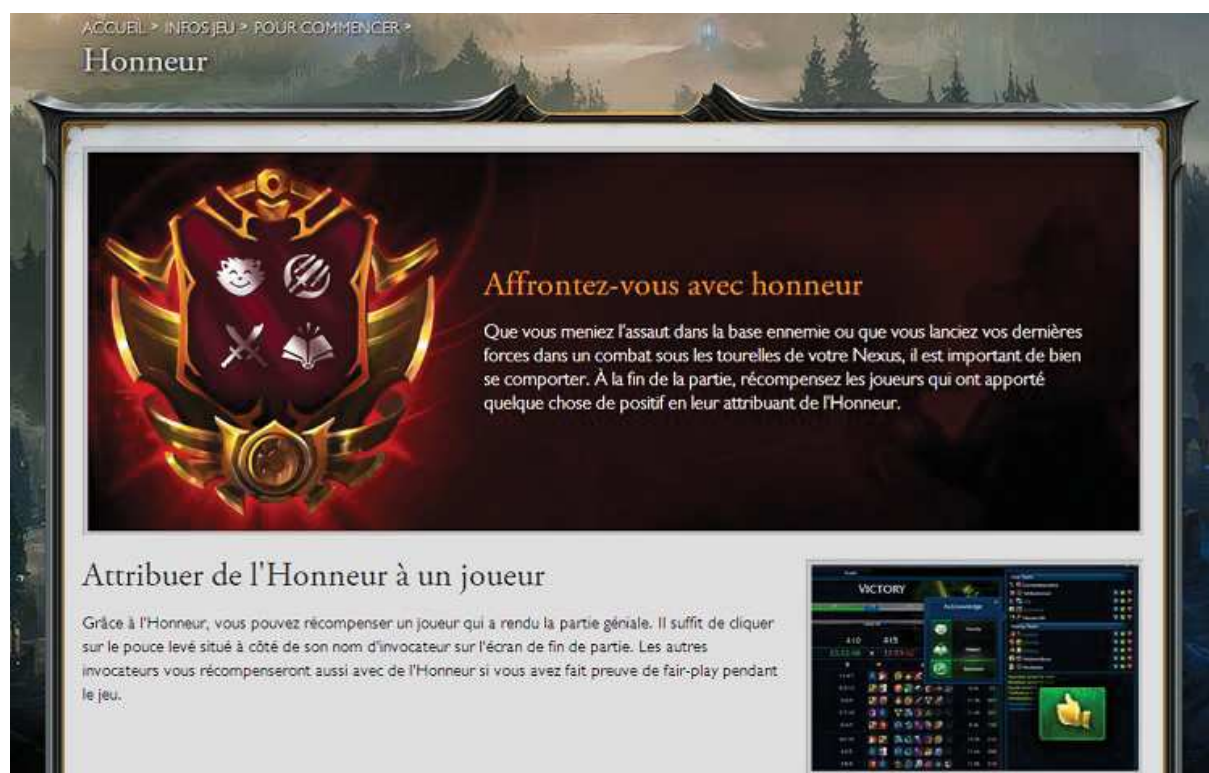 ACCUEIL > INFOS JEU > POUR COMMENCER >
Honneur
Affrontez-vous avec honneur
Que vous meniez l'assaut dans la base ennemie ou que vous lanciez vos dernières
forces dans un combat sous les tourelles de votre Nexus, il est important de bien
se comporter. À la fin de la partie, récompensez les joueurs qui ont apporté
quelque chose de positif en leur attribuant de l'Honneur.
Attribuer de l'Honneur à un joueur
Grâce à l'Honneur, vous pouvez récompenser un joueur qui a rendu la partie géniale. Il suffit de cliquer
sur le pouce levé situé à côté de son nom d'invocateur sur l'écran de fin de partie. Les autres
invocateurs vous récompenseront aussi avec de l'Honneur si vous avez fait preuve de fair-play pendant
le jeu.
VICTORY